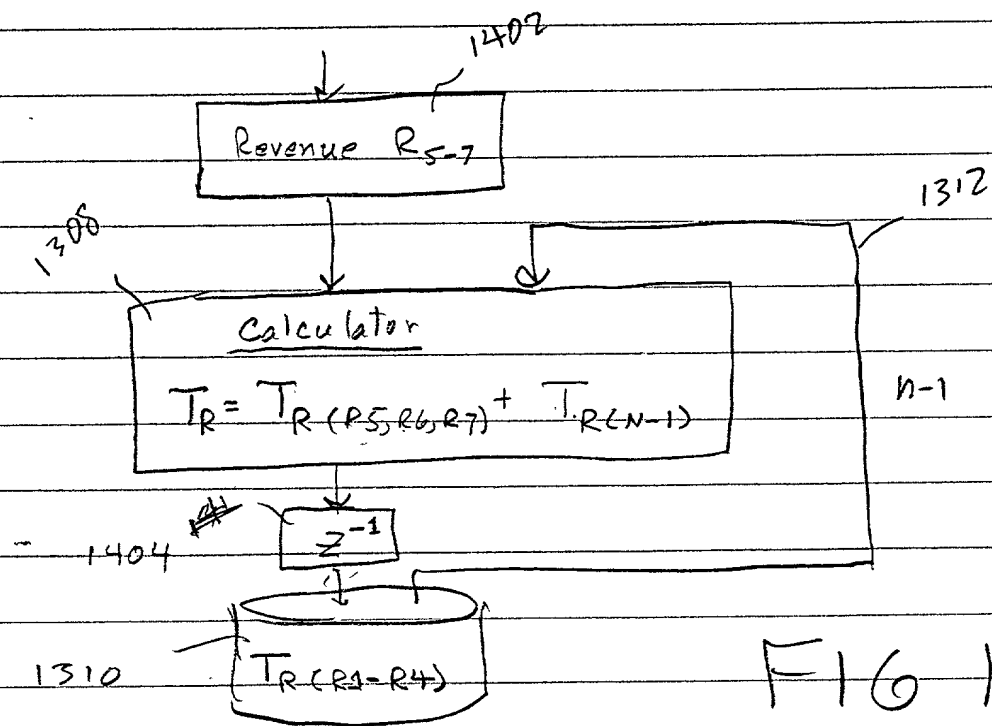 1402
Revenue R5-7
1312
1308
Calculator
TR = TR(R5,R6,R7) + TR(N-1)
n-1
Z-1
1404
1310
TR(R1-R4)
FIG 1